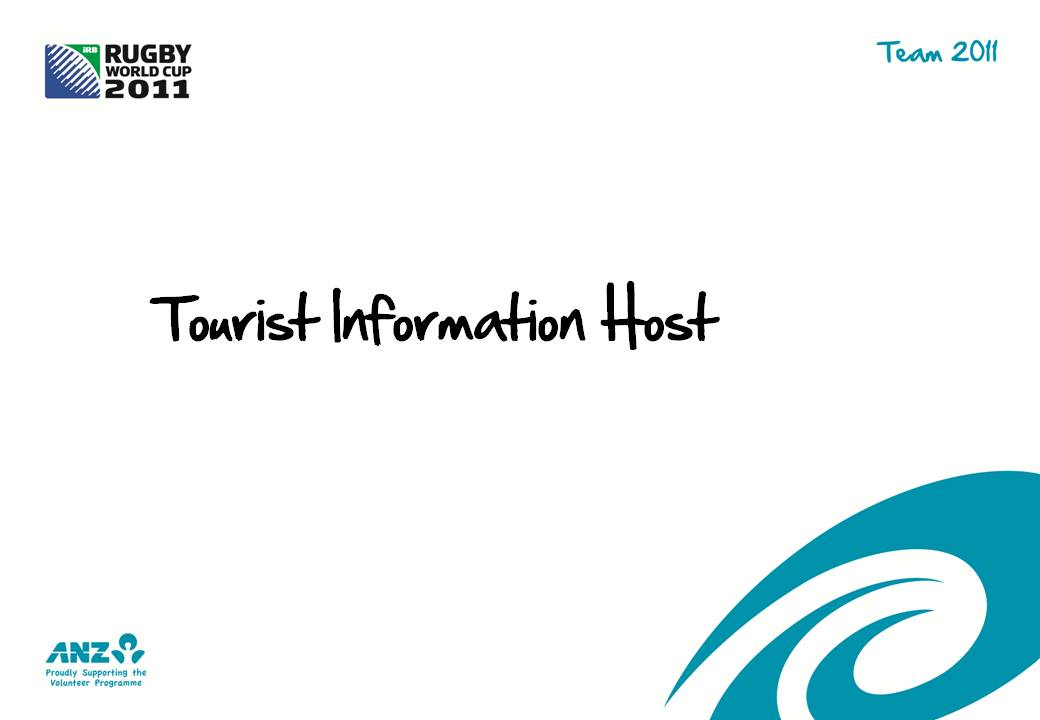 iRB
RUGBY
WORLD CUP
2011
Team 2011
Tourist Information Host
ANZ
Proudly Supporting the
Volunteer Programme